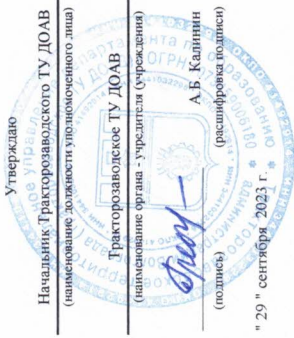 Утверждаю
Начальник Тракторозаводского ТУ ДОАВ
(наименование должности уполномоченного лица)
Тракторозаводское ТУ ДОАВ
(наименование органа - учредителя (учреждения)
А.Б. Калинин
(подпись) (расшифровка подписи)
" 29 " сентября 2023 г.